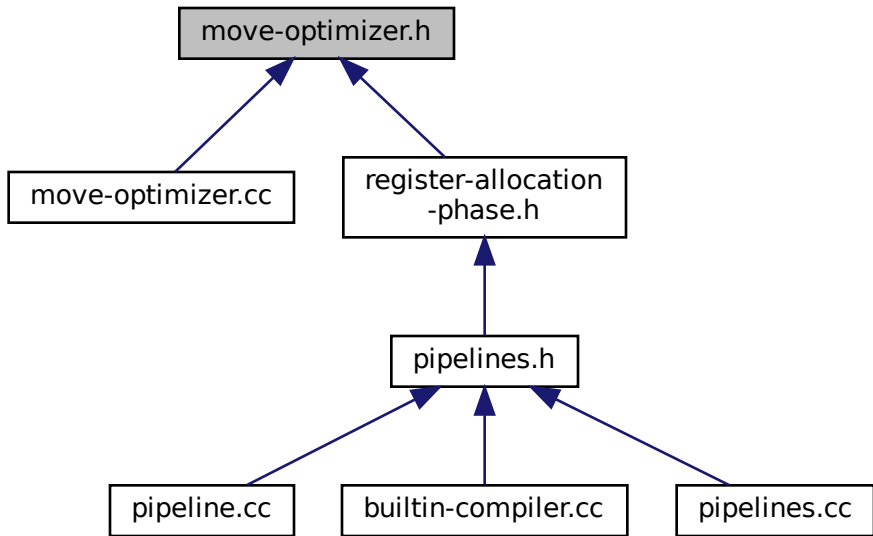 move-optimizer.h
move-optimizer.cc
register-allocation
-phase.h
pipelines.h
pipeline.cc
builtin-compiler.cc
pipelines.cc